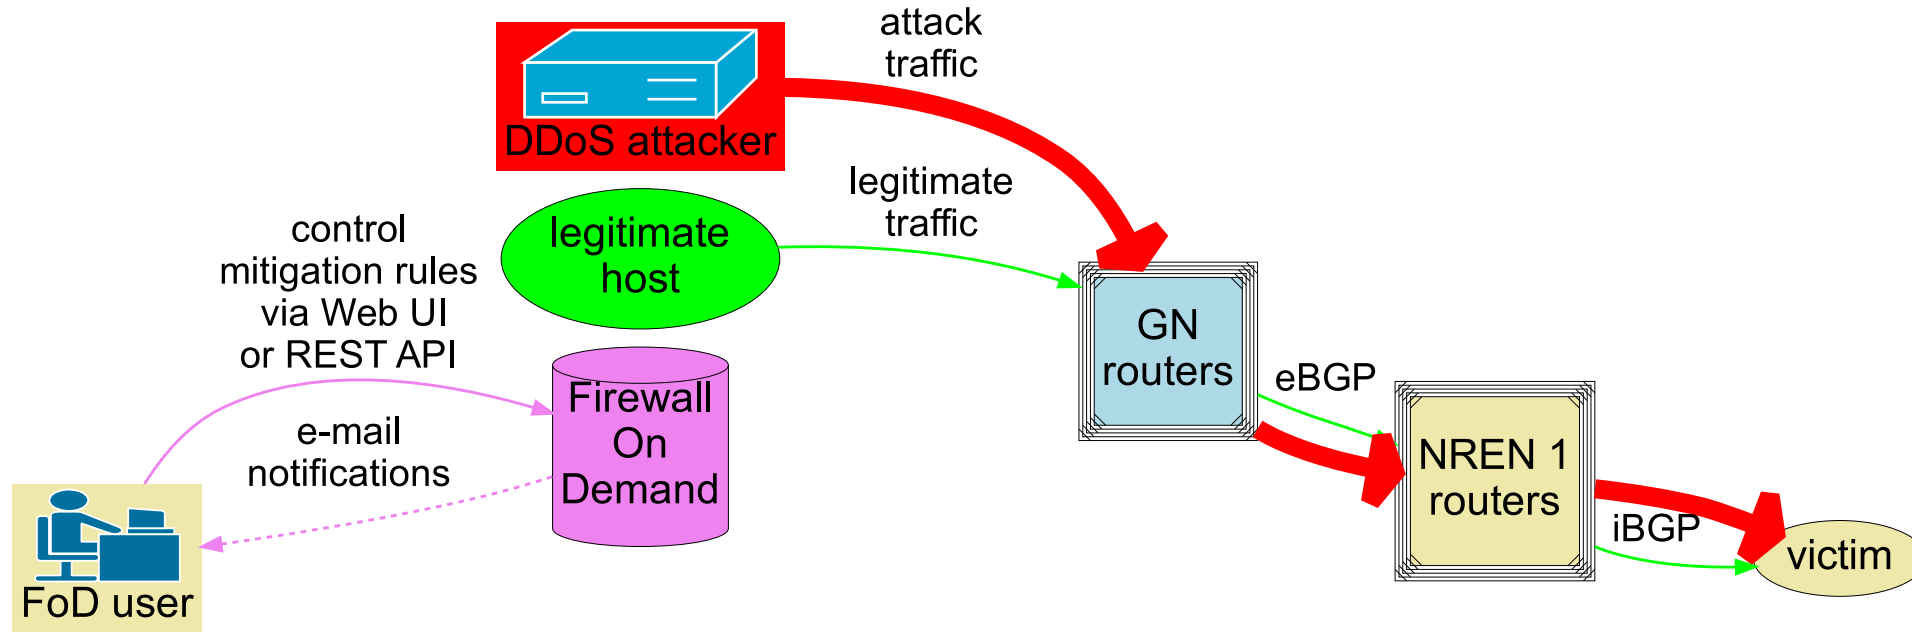 attack
traffic
DDoS attacker
legitimate
traffic
legitimate
host
control
mitigation rules
via Web UI
or REST API
Firewall
On
Demand
e-mail
notifications
FoD user
GN
routers
eBGP
NREN 1
routers
iBGP
victim